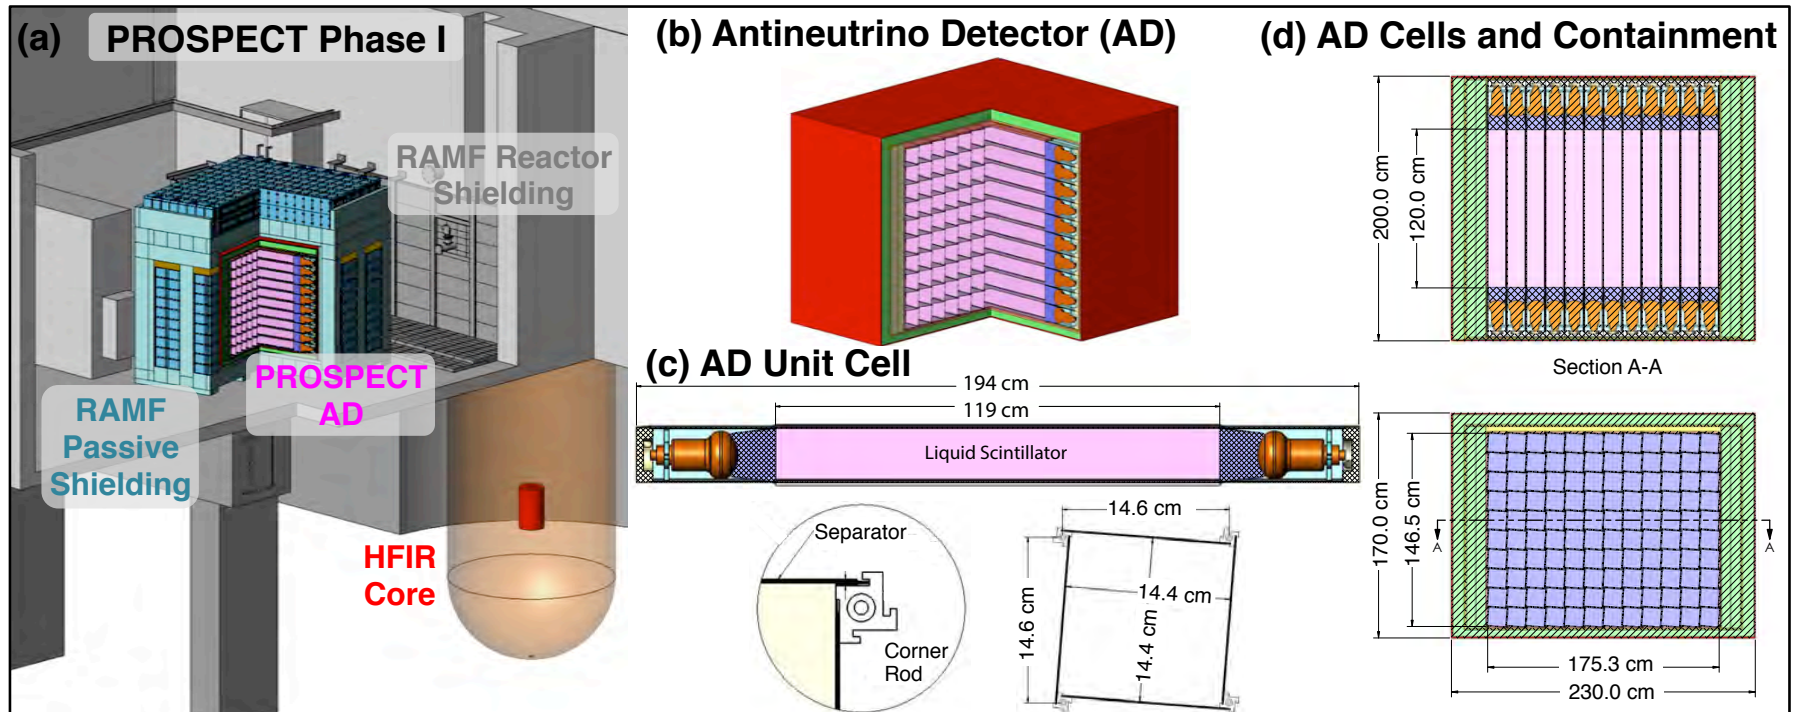 (a)
PROSPECT Phase I
RAMF Reactor
Shielding
PROSPECT
AD
RAMF
Passive
Shielding
HFIR
Core
(b) Antineutrino Detector (AD)
(c) AD Unit Cell
194 cm
119 cm
Liquid Scintillator
Separator
Corner
Rod
14.6 cm
14.6 cm
14.4 cm
14.4 cm
(d) AD Cells and Containment
200.0 cm
120.0 cm
Section A-A
170.0 cm
146.5 cm
A
A
175.3 cm
230.0 cm